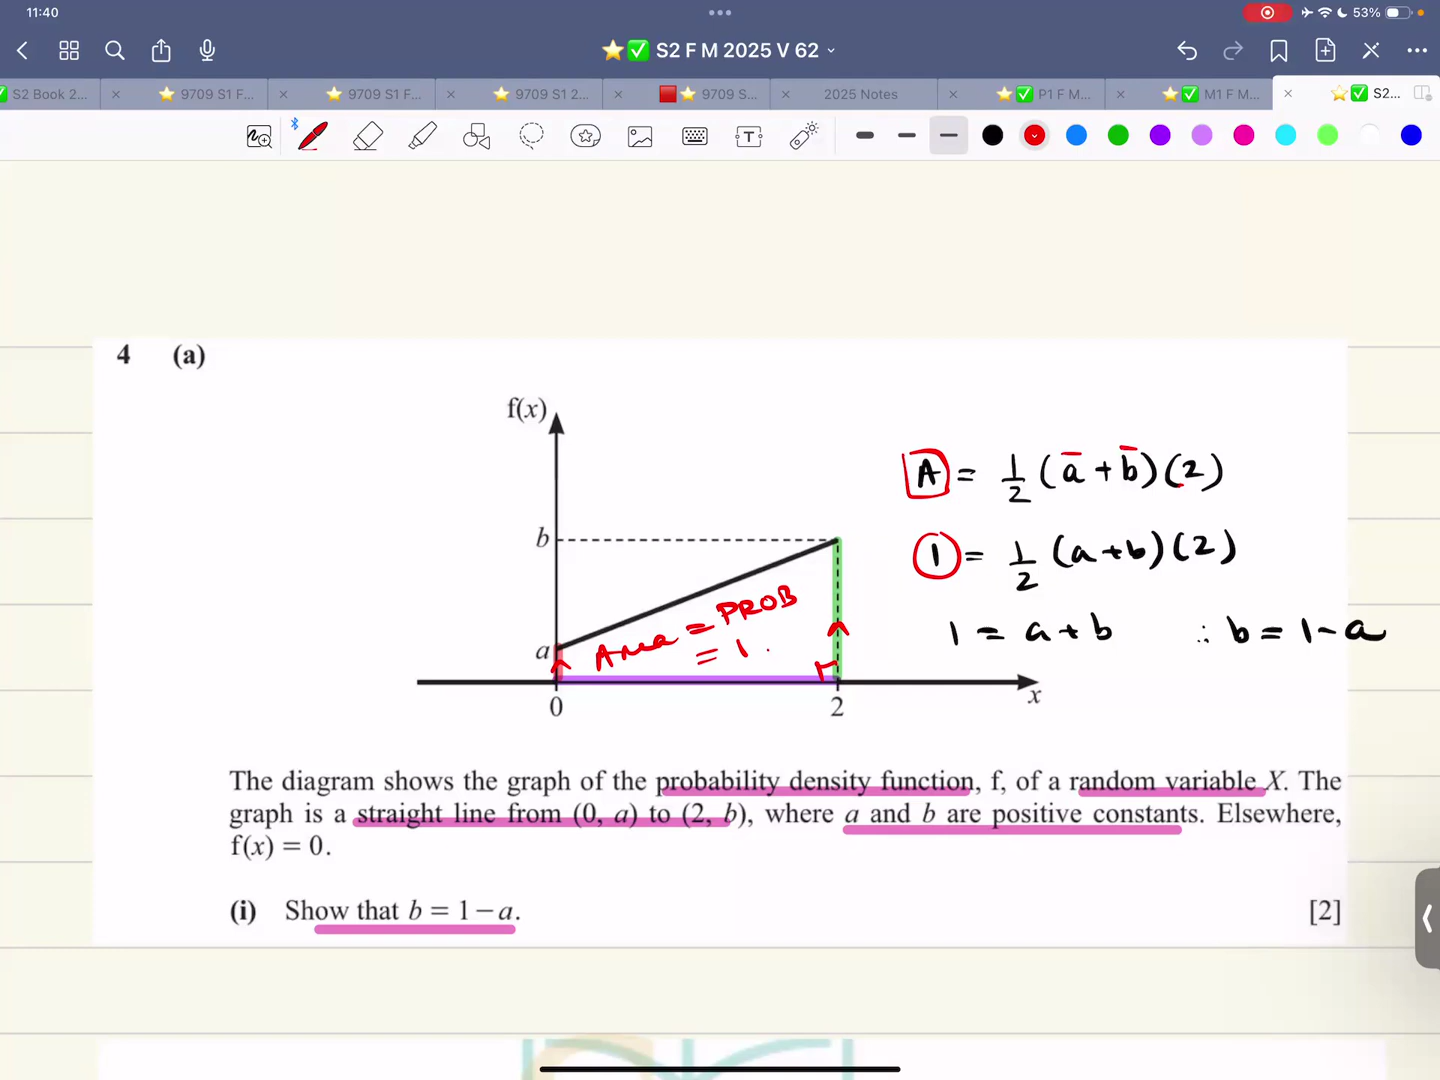 11:40
53%
S2 F M 2025 V 62
S2 Book 2...
9709 S1 F...
9709 S1 F...
9709 S1 2...
9709 S...
2025 Notes
P1 F M...
M1 F M...
S2...
4 (a)
f(x)
b
a
0
2
x
Area = PROB
= 1.
A = 1/2 (a + b)(2)
1 = 1/2 (a+b)(2)
1 = a + b ∴ b = 1 - a
The diagram shows the graph of the probability density function, f, of a random variable X. The
graph is a straight line from (0, a) to (2, b), where a and b are positive constants. Elsewhere,
f(x) = 0.
(i) Show that b = 1 − a. [2]